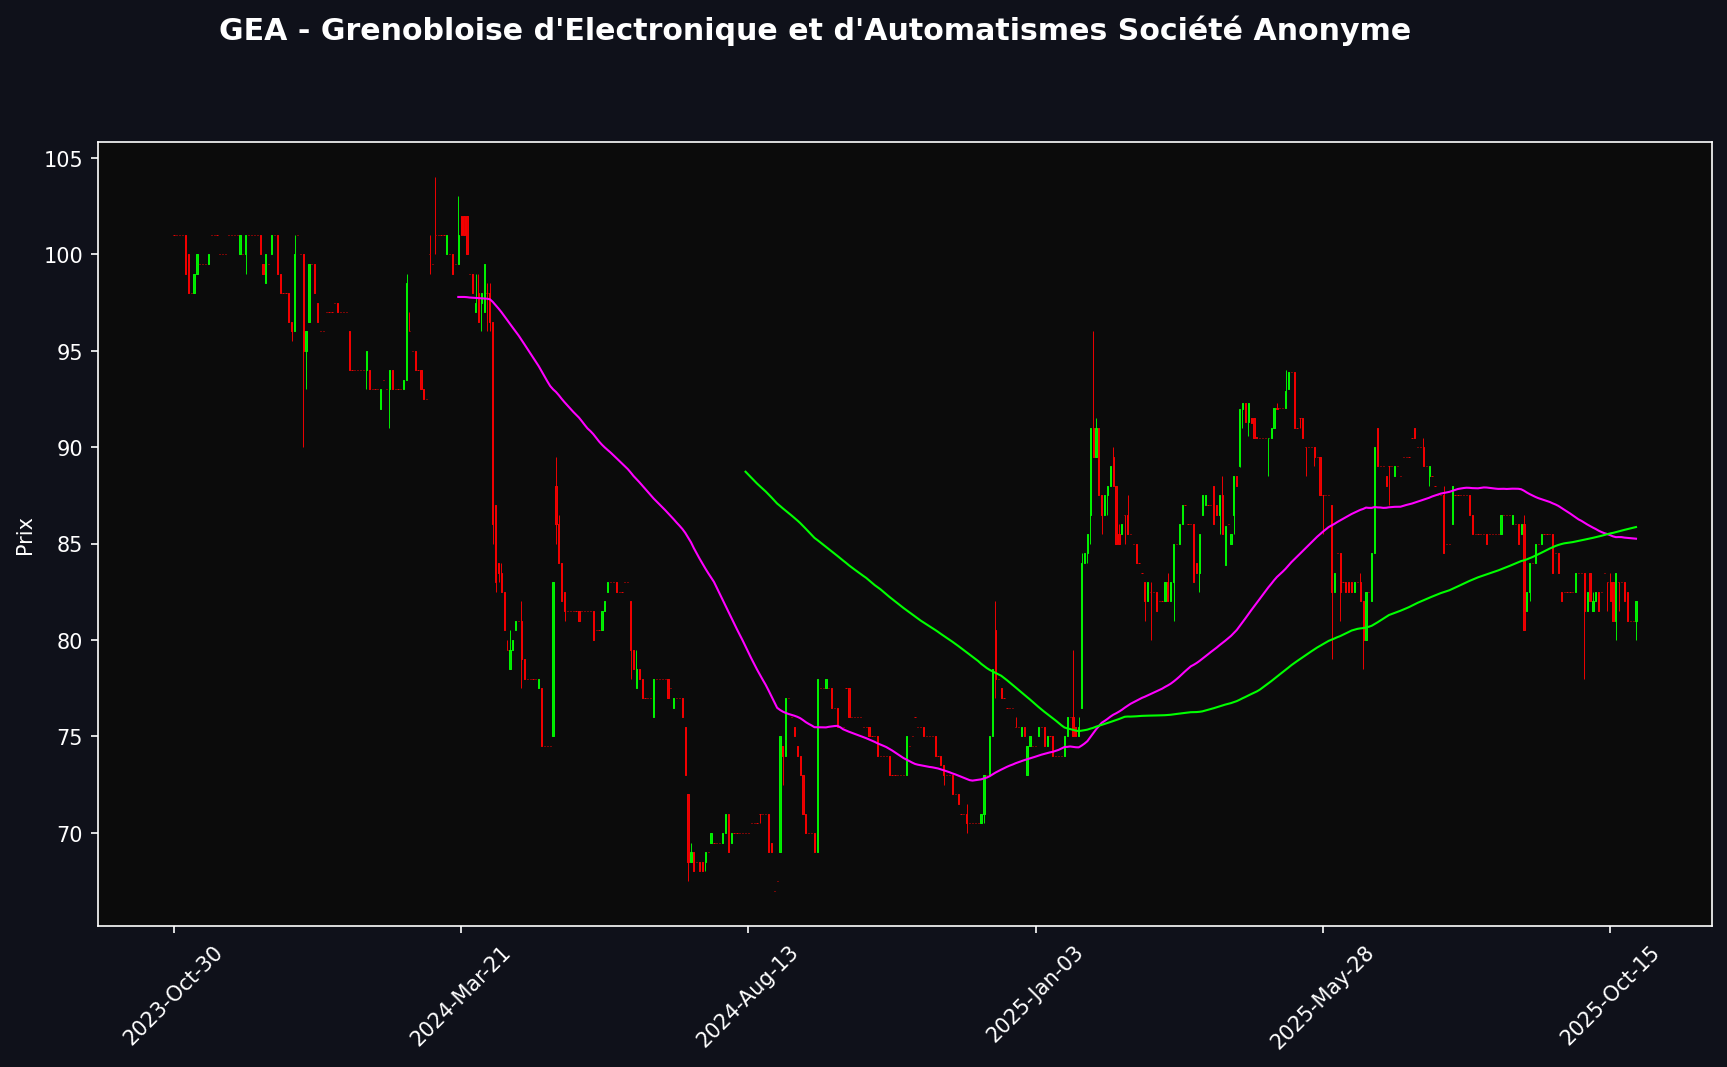 GEA - Grenobloise d'Electronique et d'Automatismes Société Anonyme
105
100
95
90
85
80
75
70
Prix
2023-Oct-30
2024-Mar-21
2024-Aug-13
2025-Jan-03
2025-May-28
2025-Oct-15